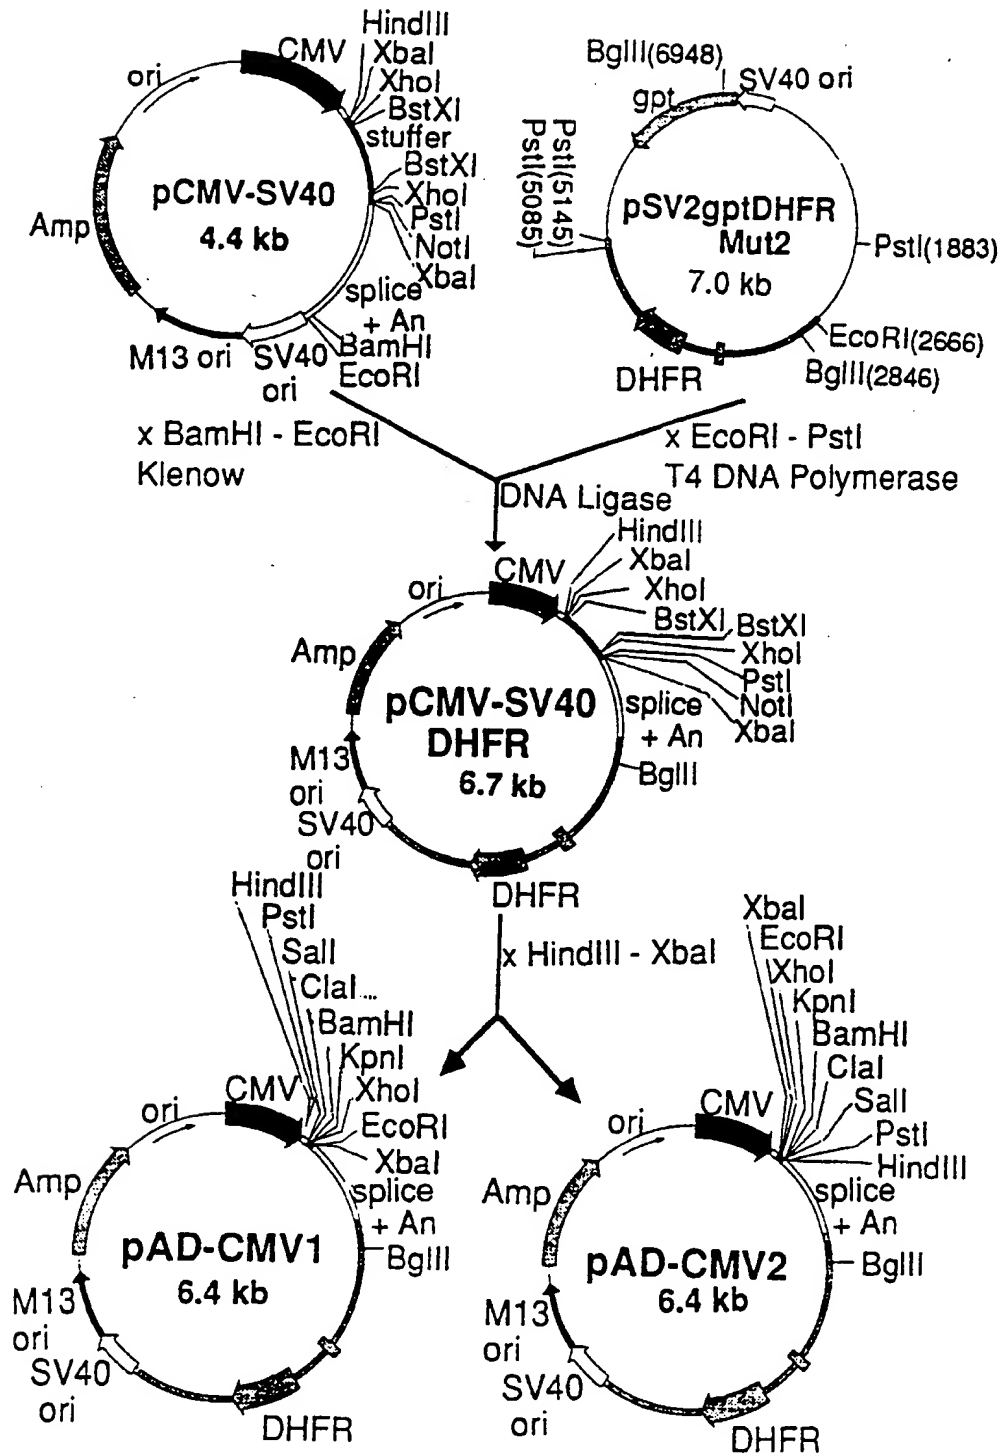 HindIII
CMV
XbaI
XhoI
ori
BstXI
stuffer
BstXI
XhoI
pCMV-SV40
PstI
4.4 kb
NotI
Amp
XbaI
splice
+ An
BamHI
M13 ori
SV40
EcoRI
ori
BglII(6948)
SV40 ori
gpt
PstI(5145)
PstI(5085)
pSV2gptDHFR
Mut2
7.0 kb
PstI(1883)
EcoRI(2666)
BglII(2846)
DHFR
x BamHI - EcoRI
Klenow
x EcoRI - PstI
T4 DNA Polymerase
DNA Ligase
HindIII
CMV
XbaI
ori
XhoI
BstXI
BstXI
Amp
XhoI
PstI
pCMV-SV40
NotI
splice
DHFR
+ An
XbaI
M13
6.7 kb
BglII
ori
SV40
ori
DHFR
x HindIII - XbaI
HindIII
PstI
SalI
ClaI...
BamHI
KpnI
CMV
XhoI
ori
EcoRI
XbaI
Amp
splice
+ An
pAD-CMV1
BglII
6.4 kb
M13
ori
SV40
ori
DHFR
XbaI
EcoRI
XhoI
KpnI
BamHI
ClaI
CMV
SalI
ori
PstI
HindIII
Amp
splice
+ An
pAD-CMV2
BglII
6.4 kb
M13
ori
SV40
ori
DHFR